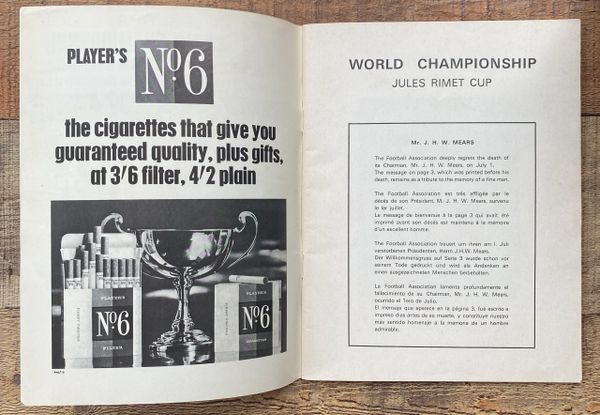 PLAYER'S
No.6
the cigarettes that give you
guaranteed quality, plus gifts,
at 3/6 filter, 4/2 plain
PLAYER'S
No6
FILTER
PLAYER'S
No6
WORLD CHAMPIONSHIP
JULES RIMET CUP
Mr. J. H. W. MEARS
The Football Association deeply regrets the death of
its Chairman, Mr. J. H. W. Mears, on July 1.
The message on page 3, which was printed before his
death, remains as a tribute to the memory of a fine man.
The Football Association est très affligée par le
décès de son Président, M. J. H. W. Mears, survenu
le ler juillet.
Le message de bienvenue à la page 3 qui avait été
imprimé avant son décès est maintenu à la mémoire
d'un excellent homme.
The Football Association trauert um ihren am 1. Juli
verstorbenen Präsidenten, Herrn J.H.W. Mears.
Der Willkommensgruss auf Seite 3 wurde schon vor
seinem Tode gedruckt und wird als Andenken an
einen ausgezeichneten Menschen beibehalten.
La Football Association lamenta profundamente el
fallecimiento de su Chairman, Mr. J. H. W. Mears,
ocurrido el 1ero de Julio.
El mensaje que aparece en la página 3, fué escrito e
impreso días antes de su muerte, y constituye nuestro
más sentido homenaje a la memoria de un hombre
admirable.